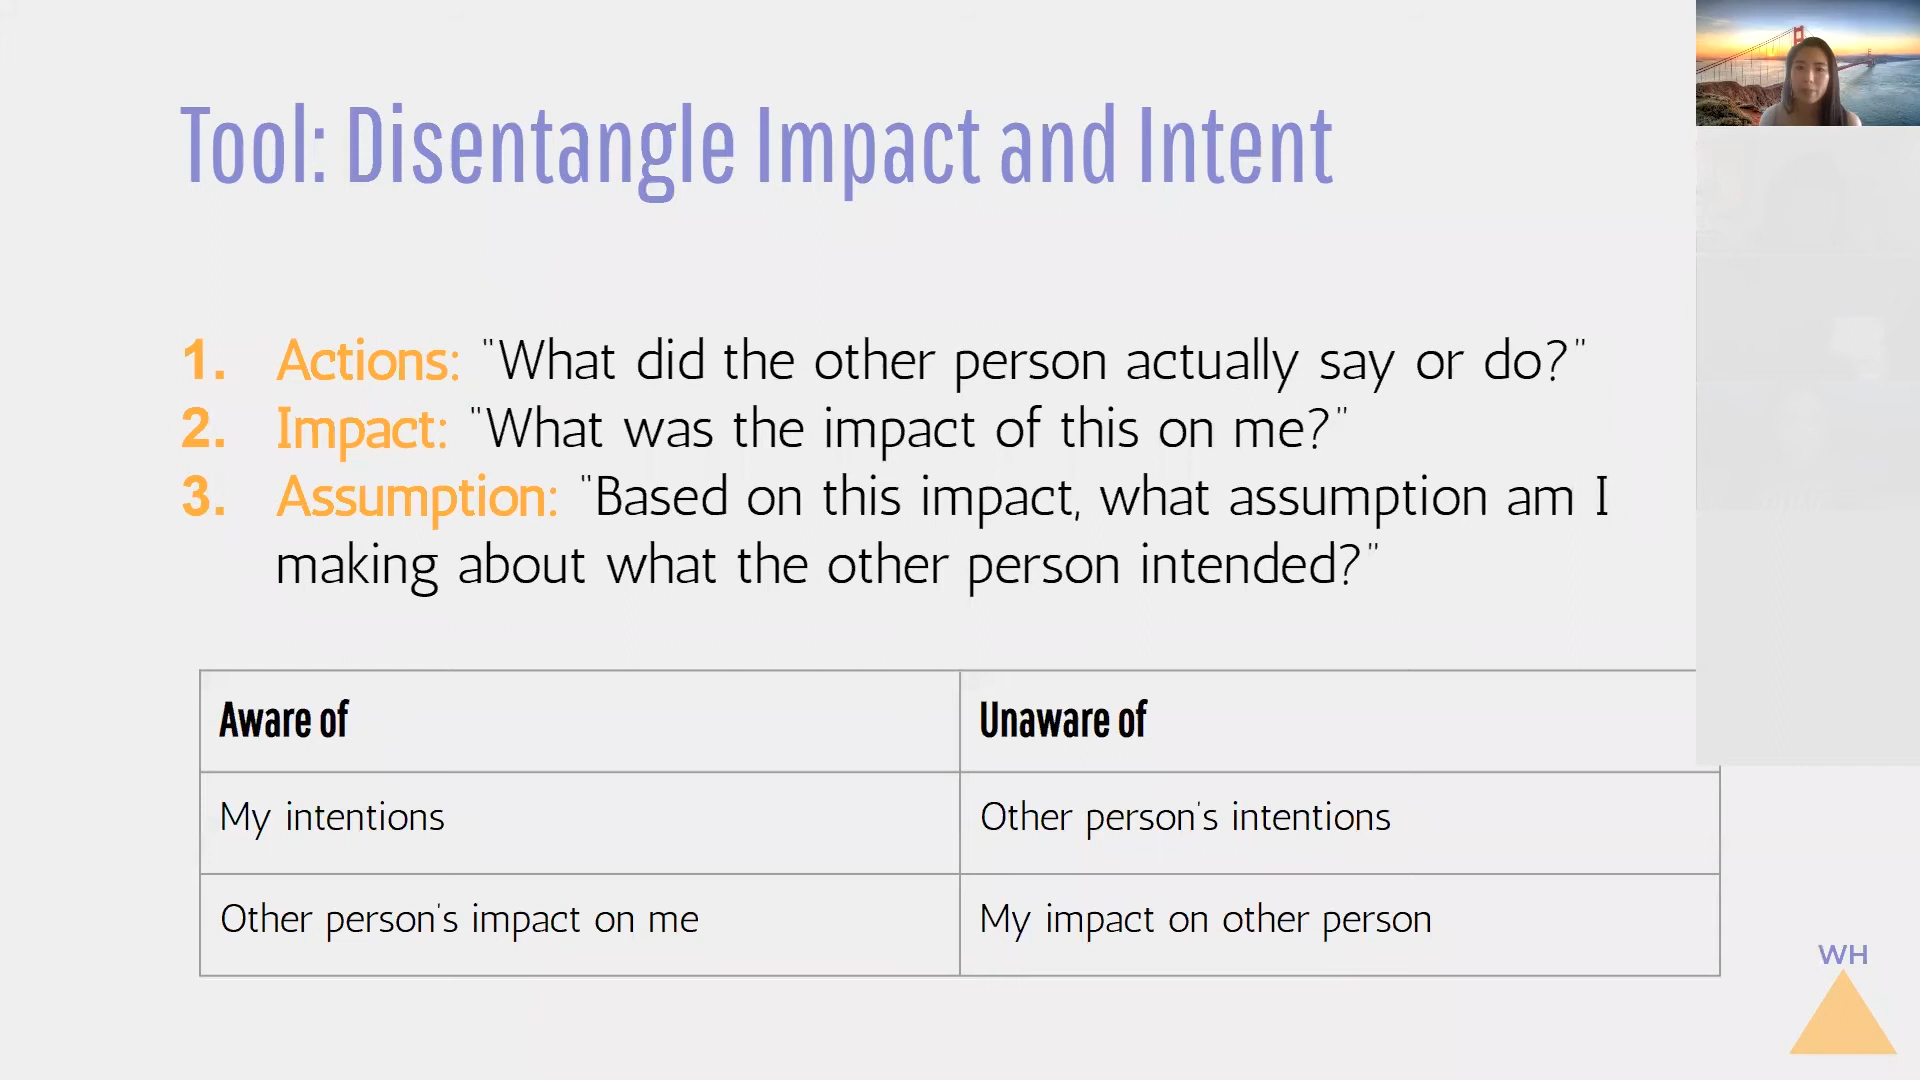 Tool: Disentangle Impact and Intent
1. Actions: "What did the other person actually say or do?"
2. Impact: "What was the impact of this on me?"
3. Assumption: "Based on this impact, what assumption am I
making about what the other person intended?"
Aware of
Unaware of
My intentions
Other person's intentions
Other person's impact on me
My impact on other person
WH